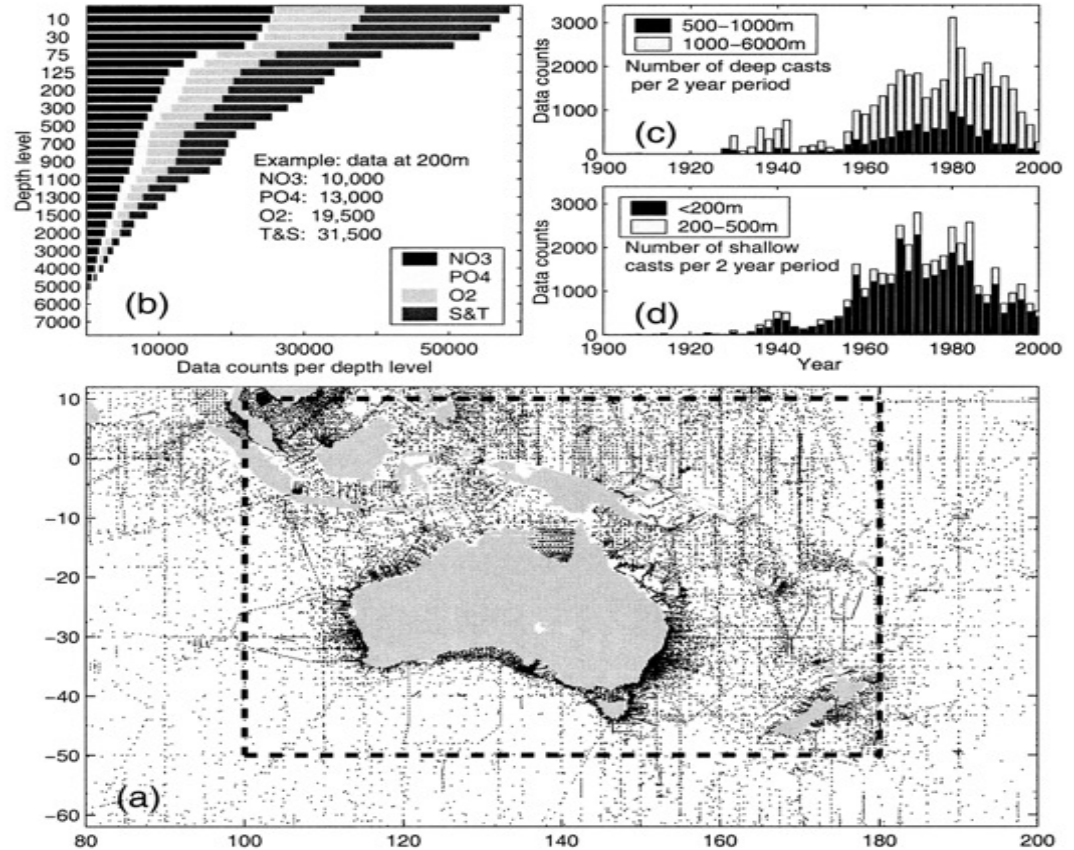 0
10
30
75
125
200
300
500
700
900
1100
1300
1500
2000
3000
4000
5000
6000
7000
Depth level
Example: data at 200m
NO3: 10,000
PO4: 13,000
O2: 19,500
T&S: 31,500
NO3
PO4
O2
S&T
(b)
10000 30000 50000
Data counts per depth level
3000
2000
1000
0
Data counts
500-1000m
1000-6000m
Number of deep casts
per 2 year period
(c)
1900 1920 1940 1960 1980 2000
3000
2000
1000
0
Data counts
<200m
200-500m
Number of shallow
casts per 2 year period
(d)
1900 1920 1940 1960 1980 2000
Year
10
0
-10
-20
-30
-40
-50
-60
(a)
80 100 120 140 160 180 200